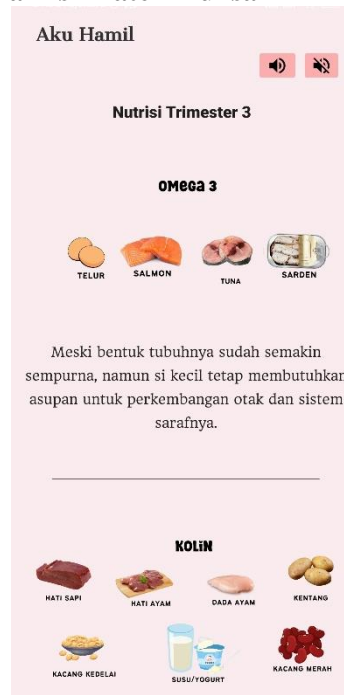 Aku Hamil
Nutrisi Trimester 3
OMeGa 3
TELUR
SALMON
TUNA
SARDEN
Meski bentuk tubuhnya sudah semakin
sempurna, namun si kecil tetap membutuhkan
asupan untuk perkembangan otak dan sistem
sarafnya.
KOLiN
HATI SAPI
HATI AYAM
DADA AYAM
KENTANG
KACANG KEDELAI
SUSU/YOGURT
KACANG MERAH